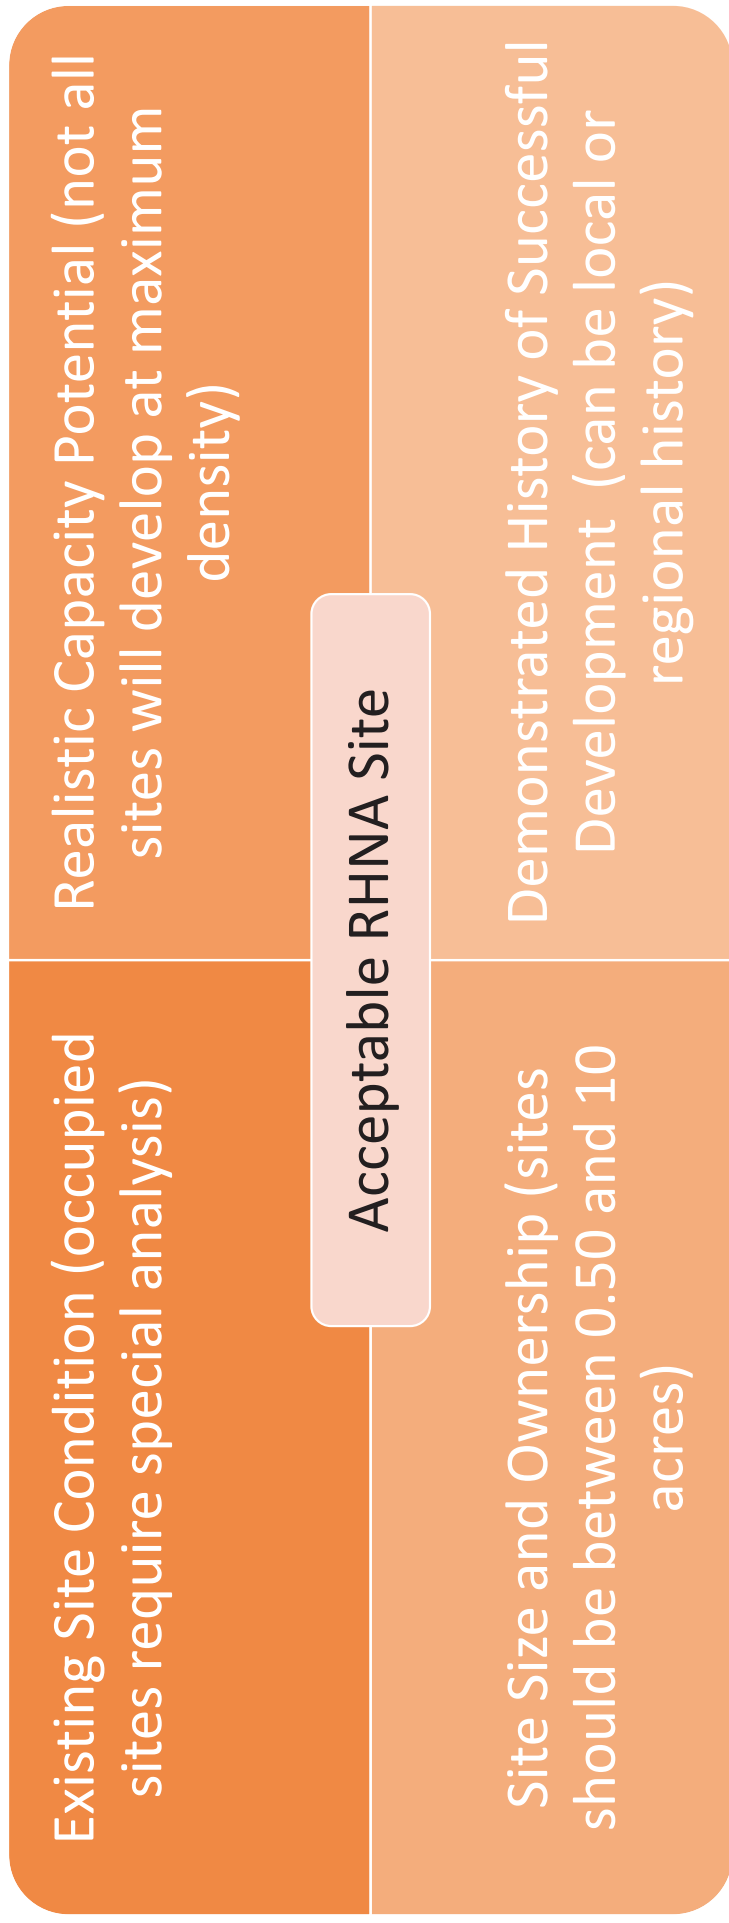 Existing Site Condition (occupied
sites require special analysis)
Realistic Capacity Potential (not all
sites will develop at maximum
density)
Acceptable RHNA Site
Site Size and Ownership (sites
should be between 0.50 and 10
acres)
Demonstrated History of Successful
Development  (can be local or
regional history)